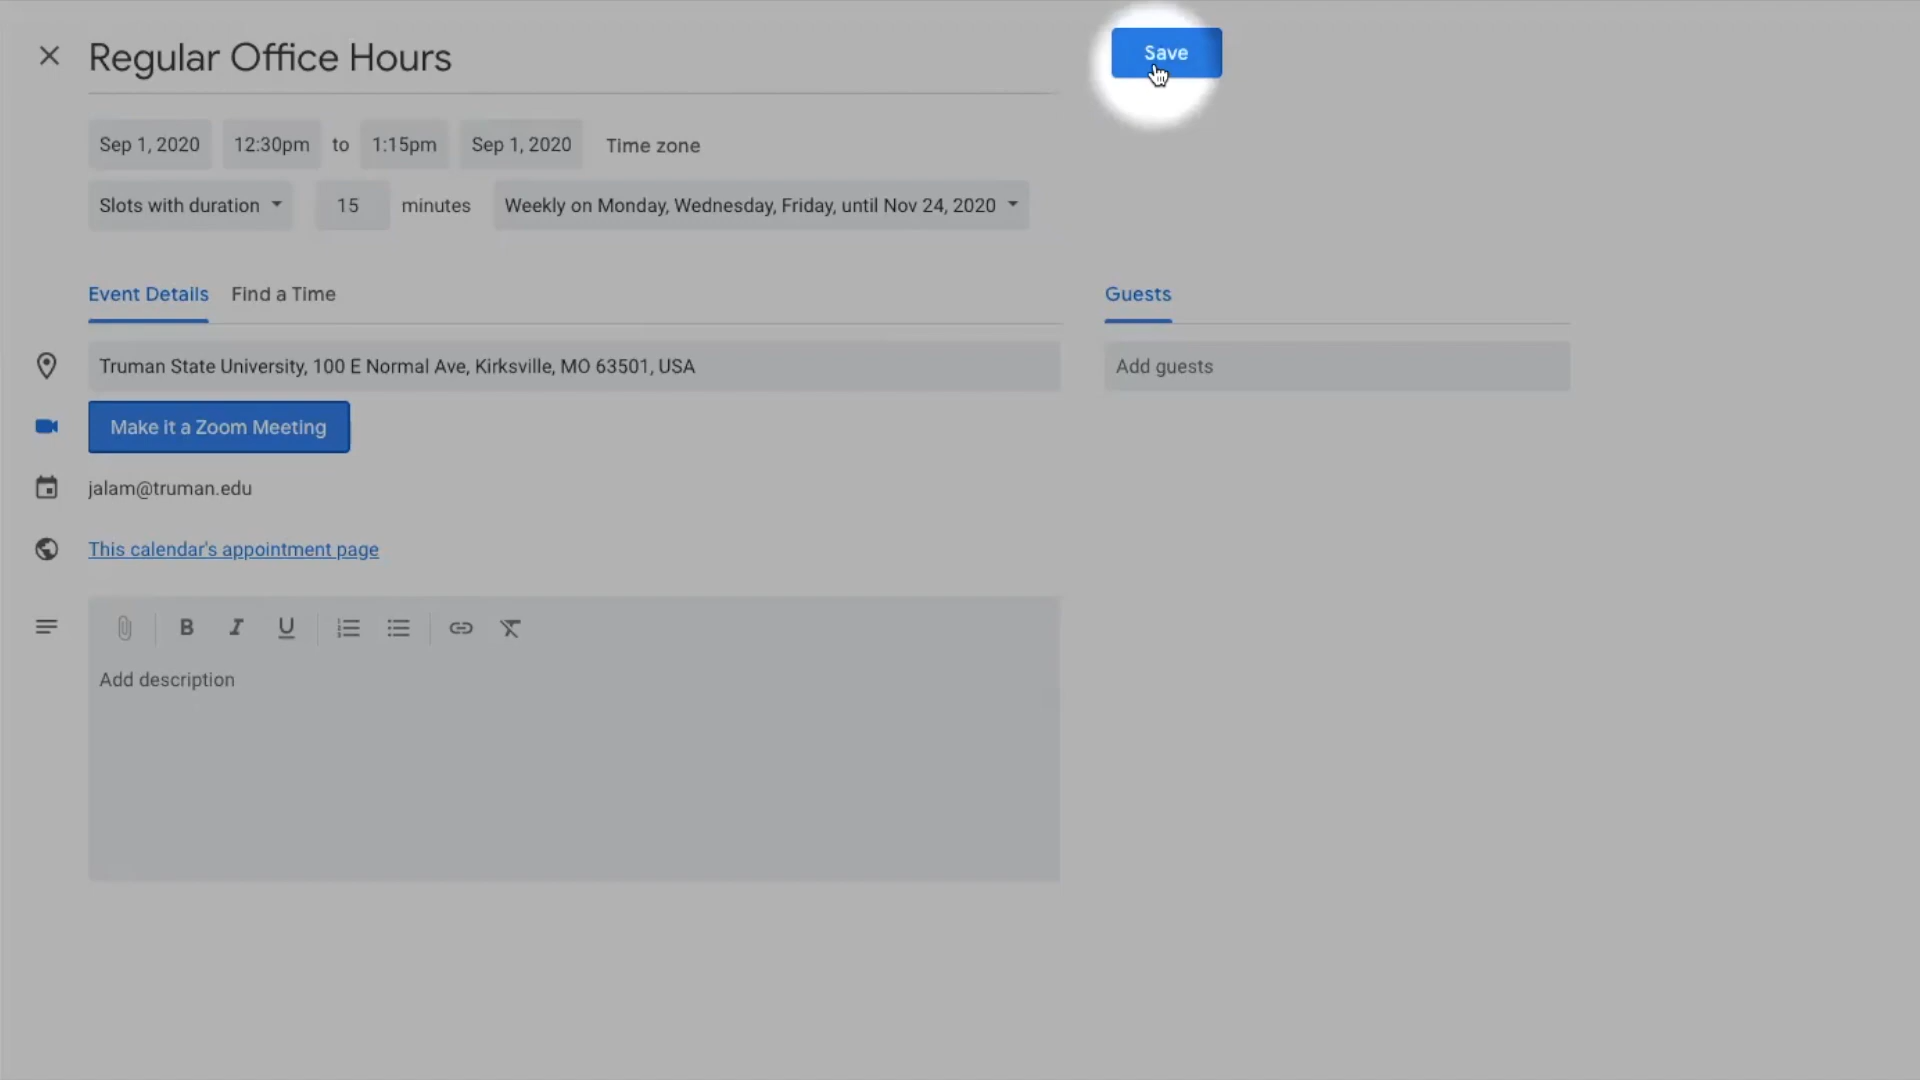 Regular Office Hours
Save
Sep 1, 2020 12:30pm to 1:15pm Sep 1, 2020 Time zone
Slots with duration 15 minutes Weekly on Monday, Wednesday, Friday, until Nov 24, 2020
Event Details Find a Time
Guests
Truman State University, 100 E Normal Ave, Kirksville, MO 63501, USA
Add guests
Make it a Zoom Meeting
jalam@truman.edu
This calendar's appointment page
B I U
Add description